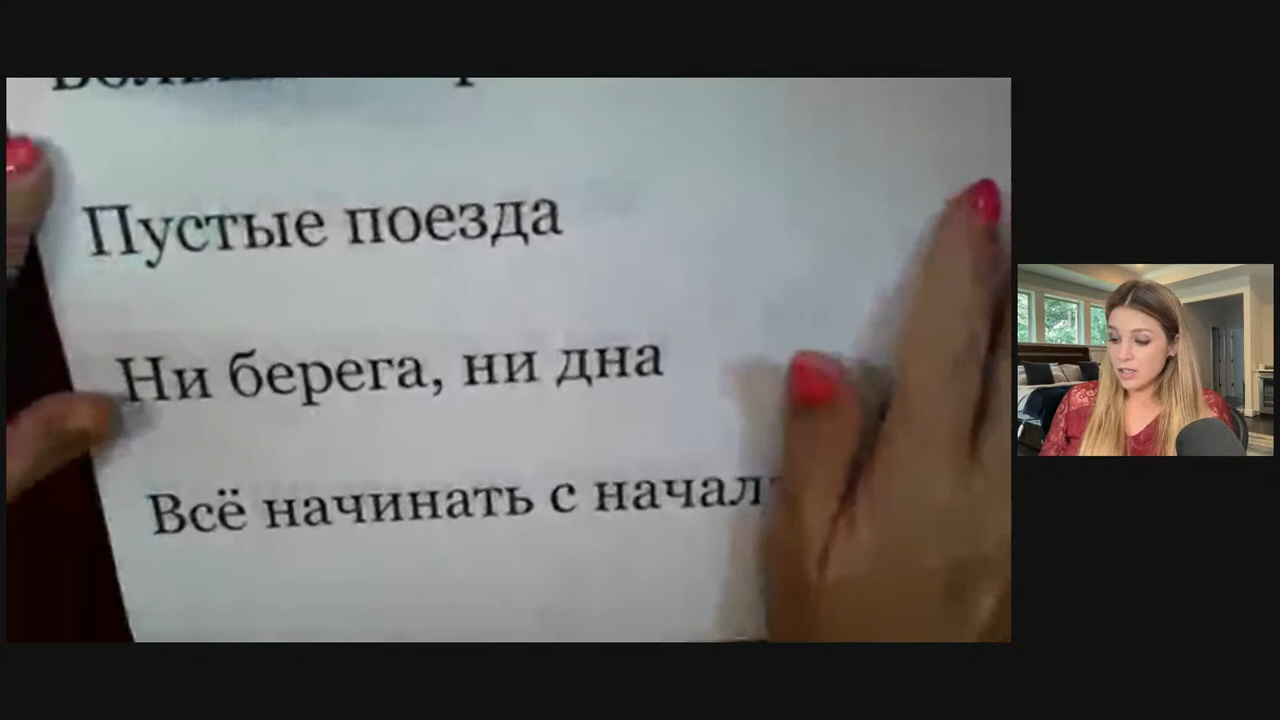 Пустые поезда
Ни берега, ни дна
Всё начинать с